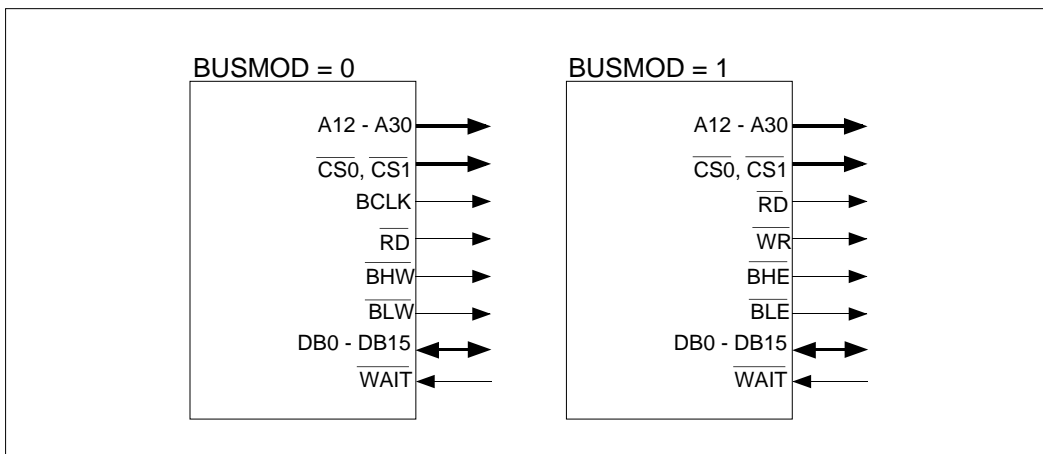 BUSMOD = 0
A12 - A30
CS0, CS1
BCLK
RD
BHW
BLW
DB0 - DB15
WAIT
BUSMOD = 1
A12 - A30
CS0, CS1
RD
WR
BHE
BLE
DB0 - DB15
WAIT